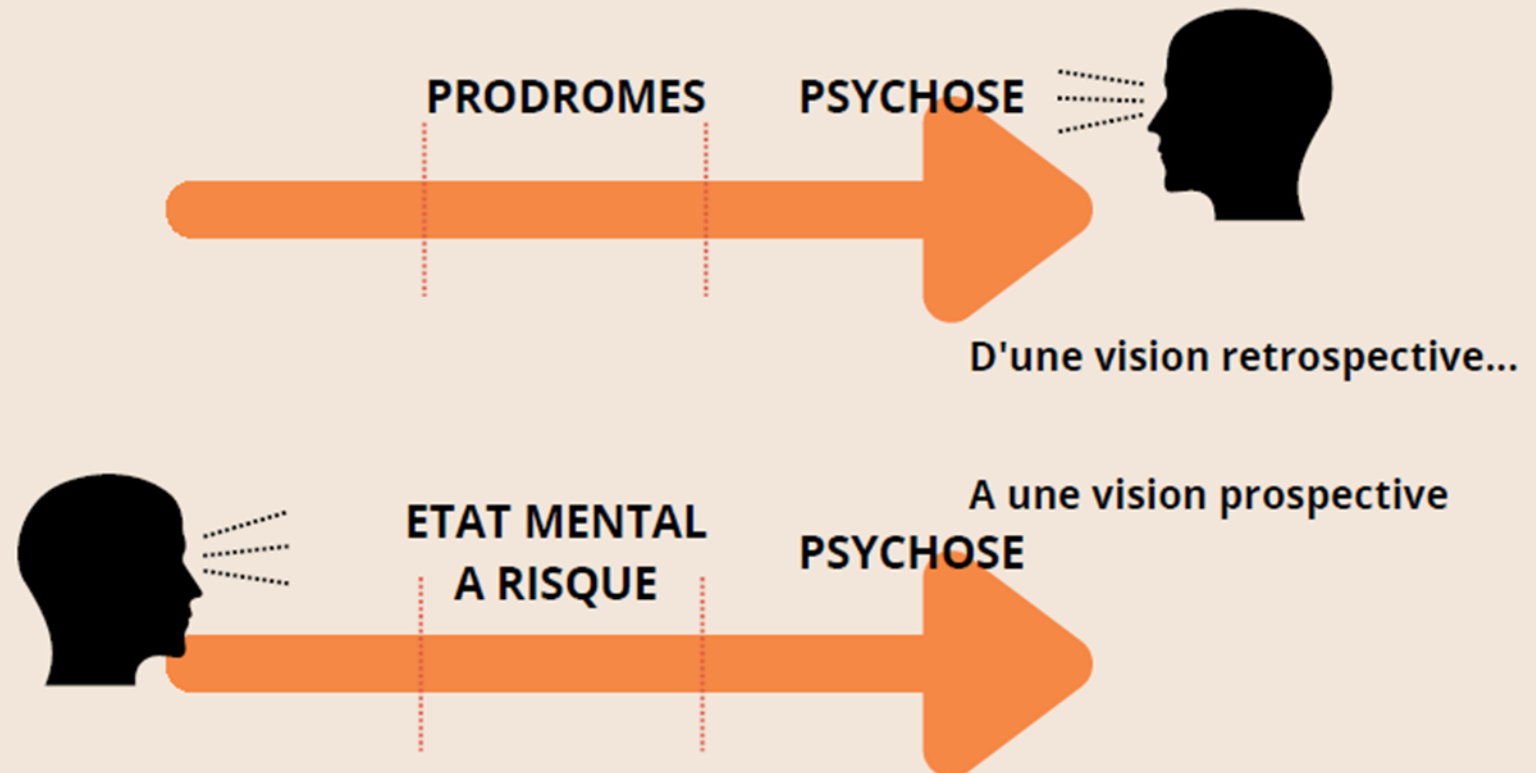 PRODROMES
PSYCHOSE
D'une vision retrospective...
A une vision prospective
ETAT MENTAL
A RISQUE
PSYCHOSE